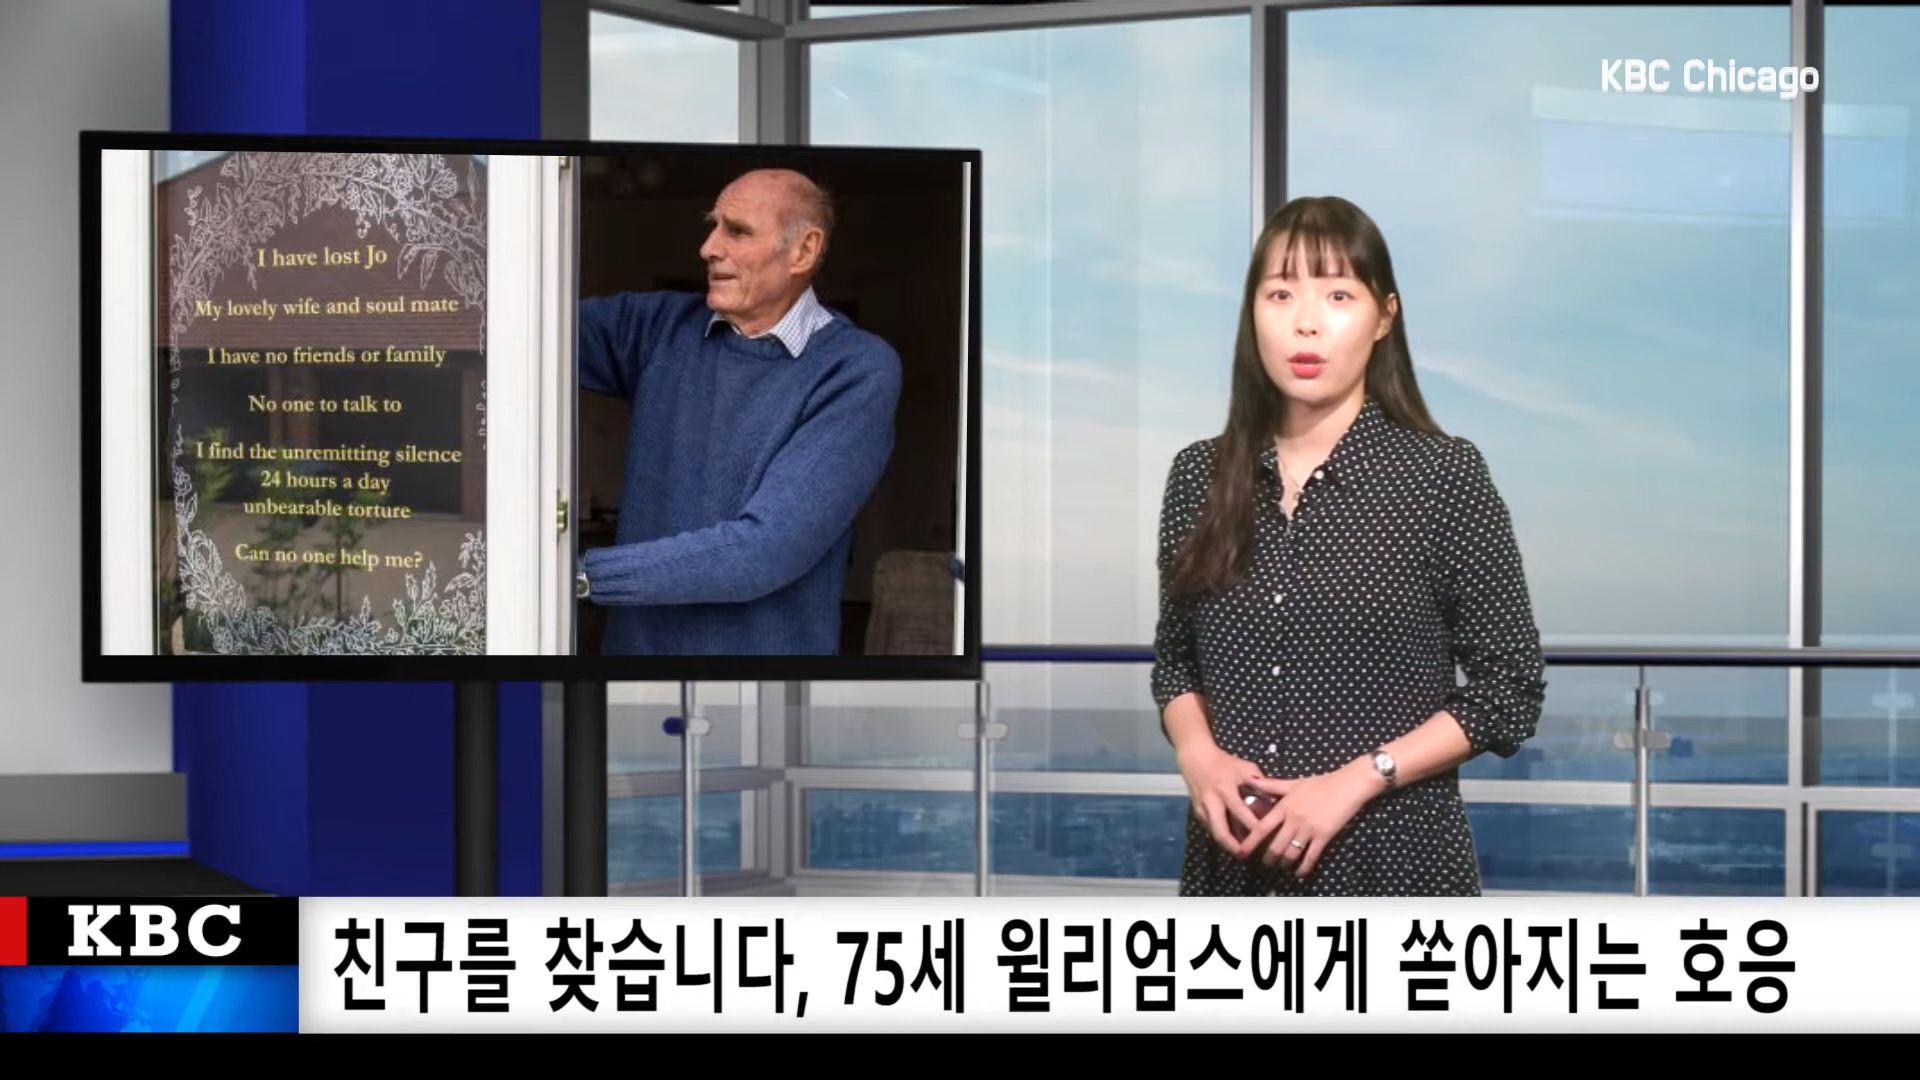 KBC Chicago
I have lost Jo
My lovely wife and soul mate
I have no friends or family
No one to talk to
I find the unremitting silence
24 hours a day
unbearable torture
Can no one help me?
KBC
친구를 찾습니다, 75세 윌리엄스에게 쏟아지는 호응